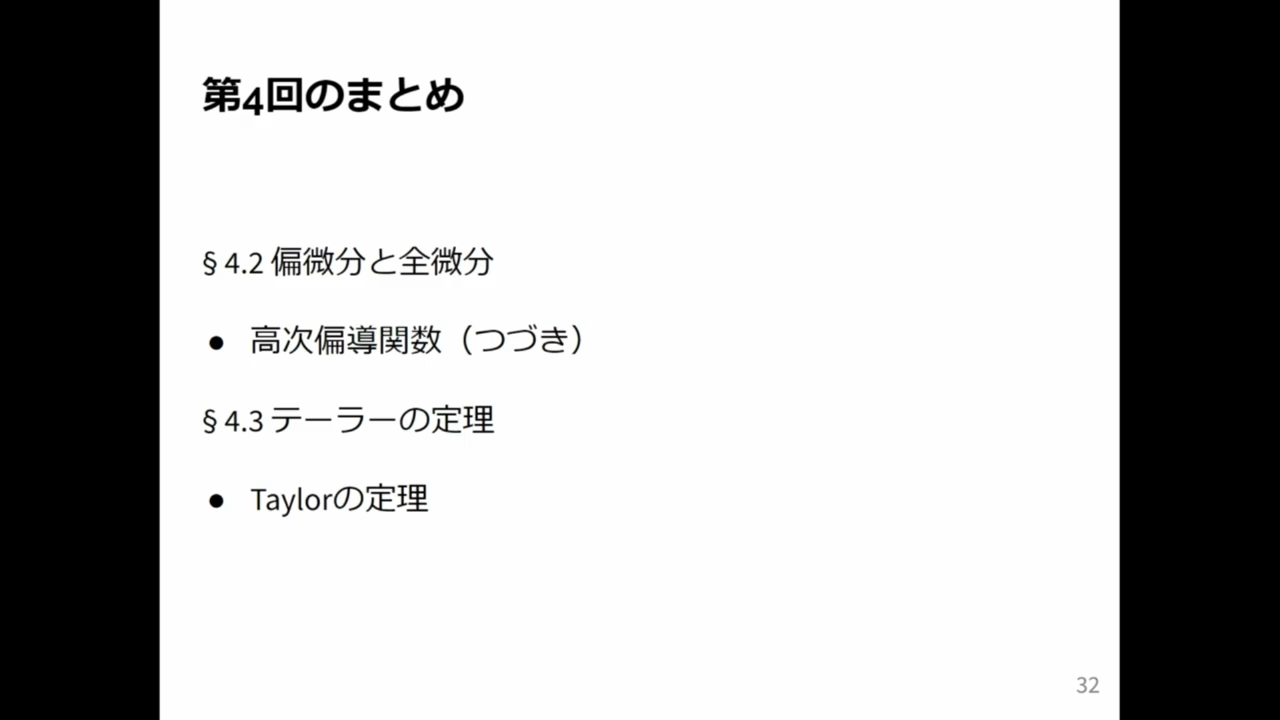 第4回のまとめ
§ 4.2 偏微分と全微分
● 高次偏導関数（つづき）
§ 4.3 テーラーの定理
● Taylorの定理
32